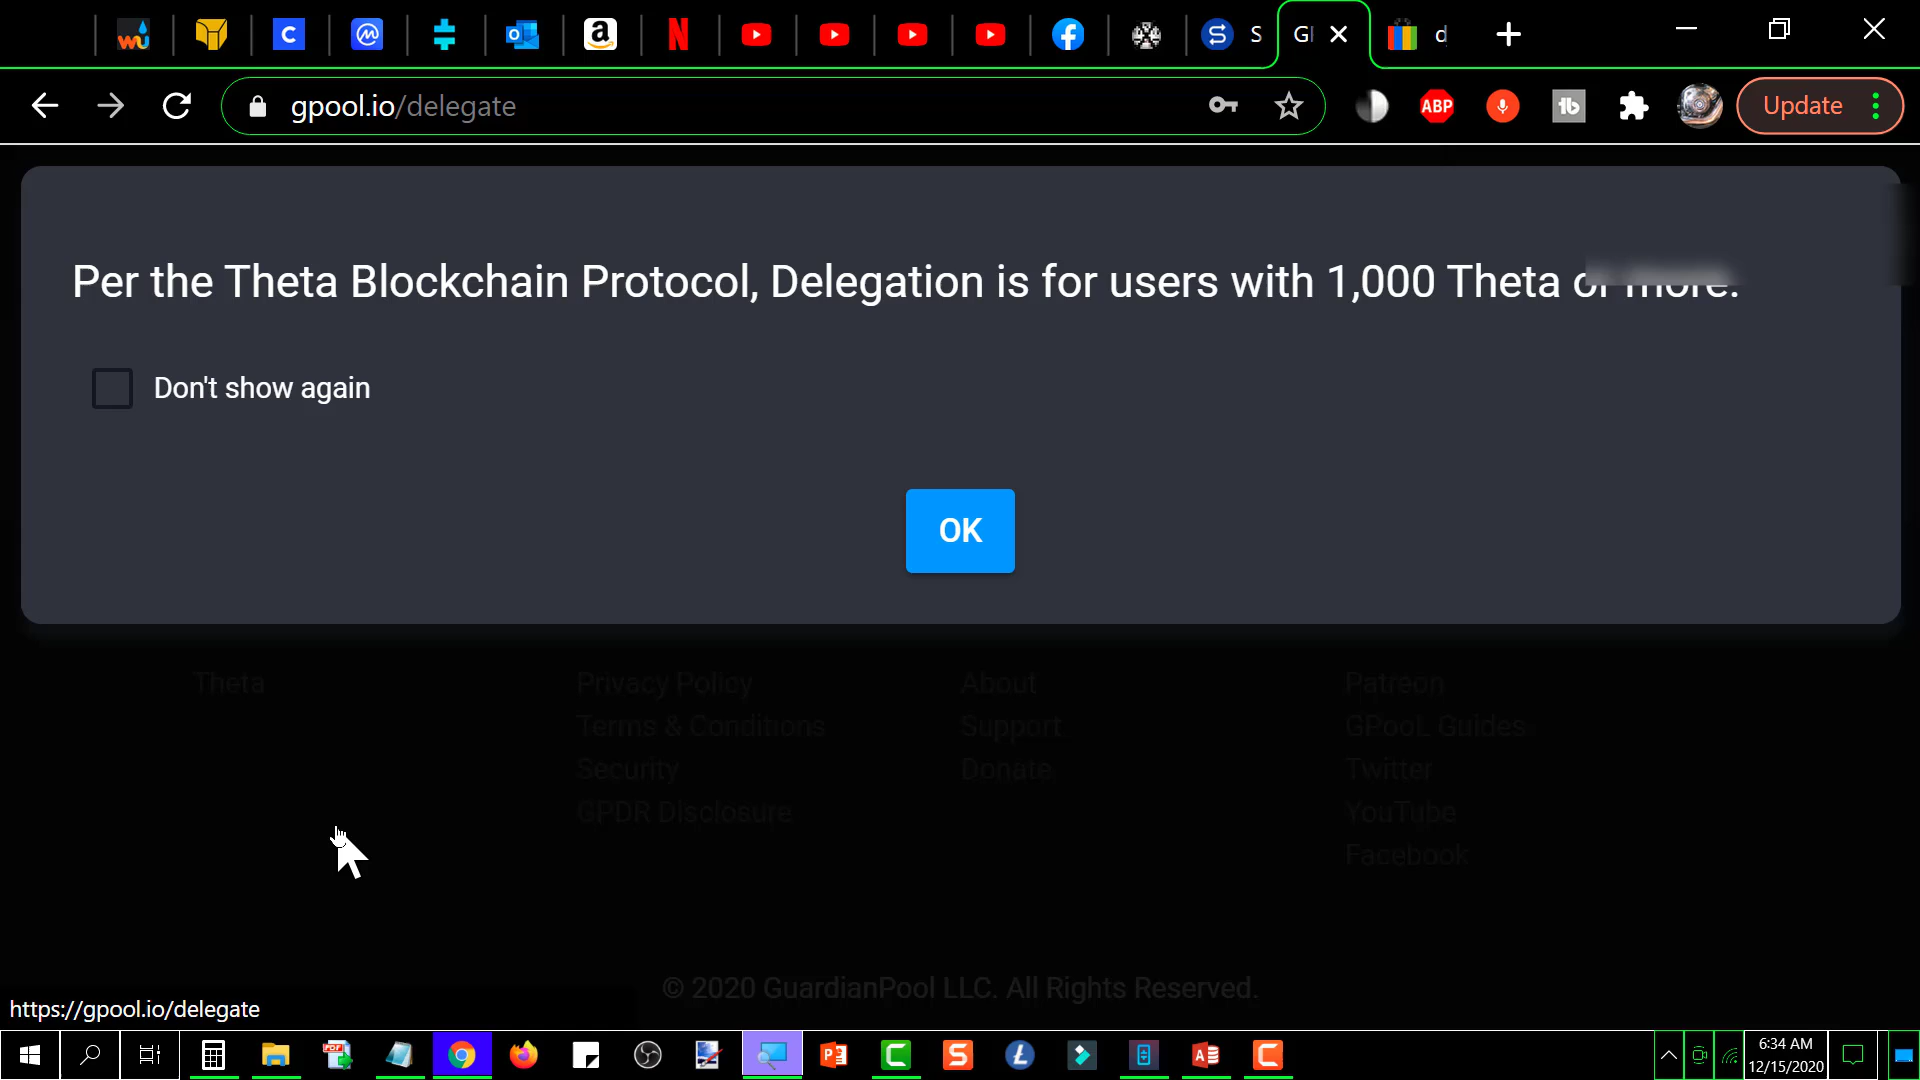 S
G
d
gpool.io/delegate
ABP
Update
Per the Theta Blockchain Protocol, Delegation is for users with 1,000 Theta or more.
Don't show again
OK
Theta
Privacy Policy
About
Patreon
Terms & Conditions
Support
GPooL Guides
Security
Donate
Twitter
GPDR Disclosure
YouTube
Facebook
© 2020 GuardianPool LLC. All Rights Reserved.
https://gpool.io/delegate
6:34 AM
12/15/2020